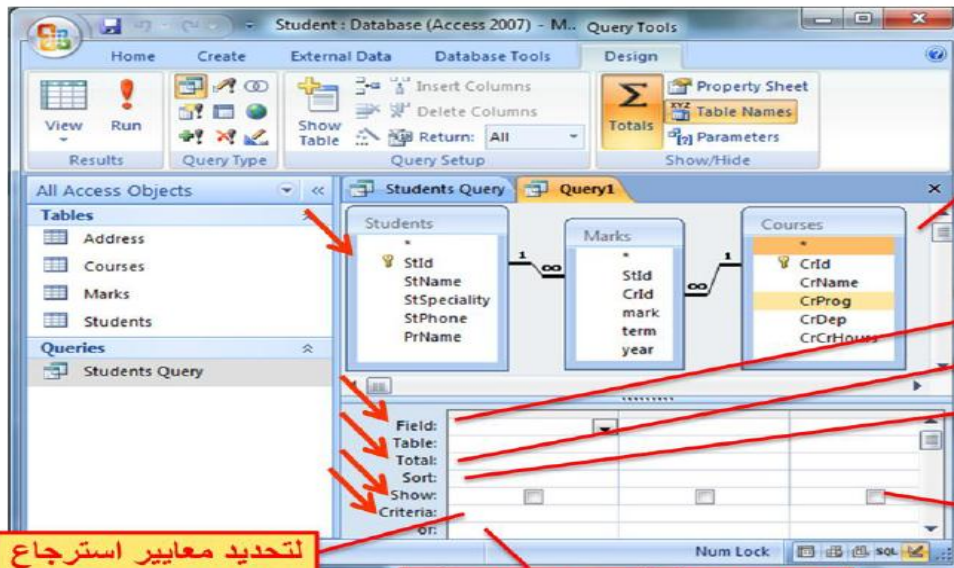 Student : Database (Access 2007) - M..
Query Tools
Home Create External Data Database Tools Design
View
Run
Show Table
Insert Columns
Delete Columns
Return: All
Totals
Property Sheet
XYZ Table Names
[?] Parameters
Results Query Type Query Setup Show/Hide
All Access Objects
Tables
Address
Courses
Marks
Students
Queries
Students Query
Students Query Query1
Students
*
StId
StName
StSpeciality
StPhone
PrName
1 ∞
Marks
*
StId
CrId
mark
term
year
∞ 1
Courses
*
CrId
CrName
CrProg
CrDep
CrCrHours
Field:
Table:
Total:
Sort:
Show:
Criteria:
or:
لتحديد معايير استرجاع
Num Lock SQL